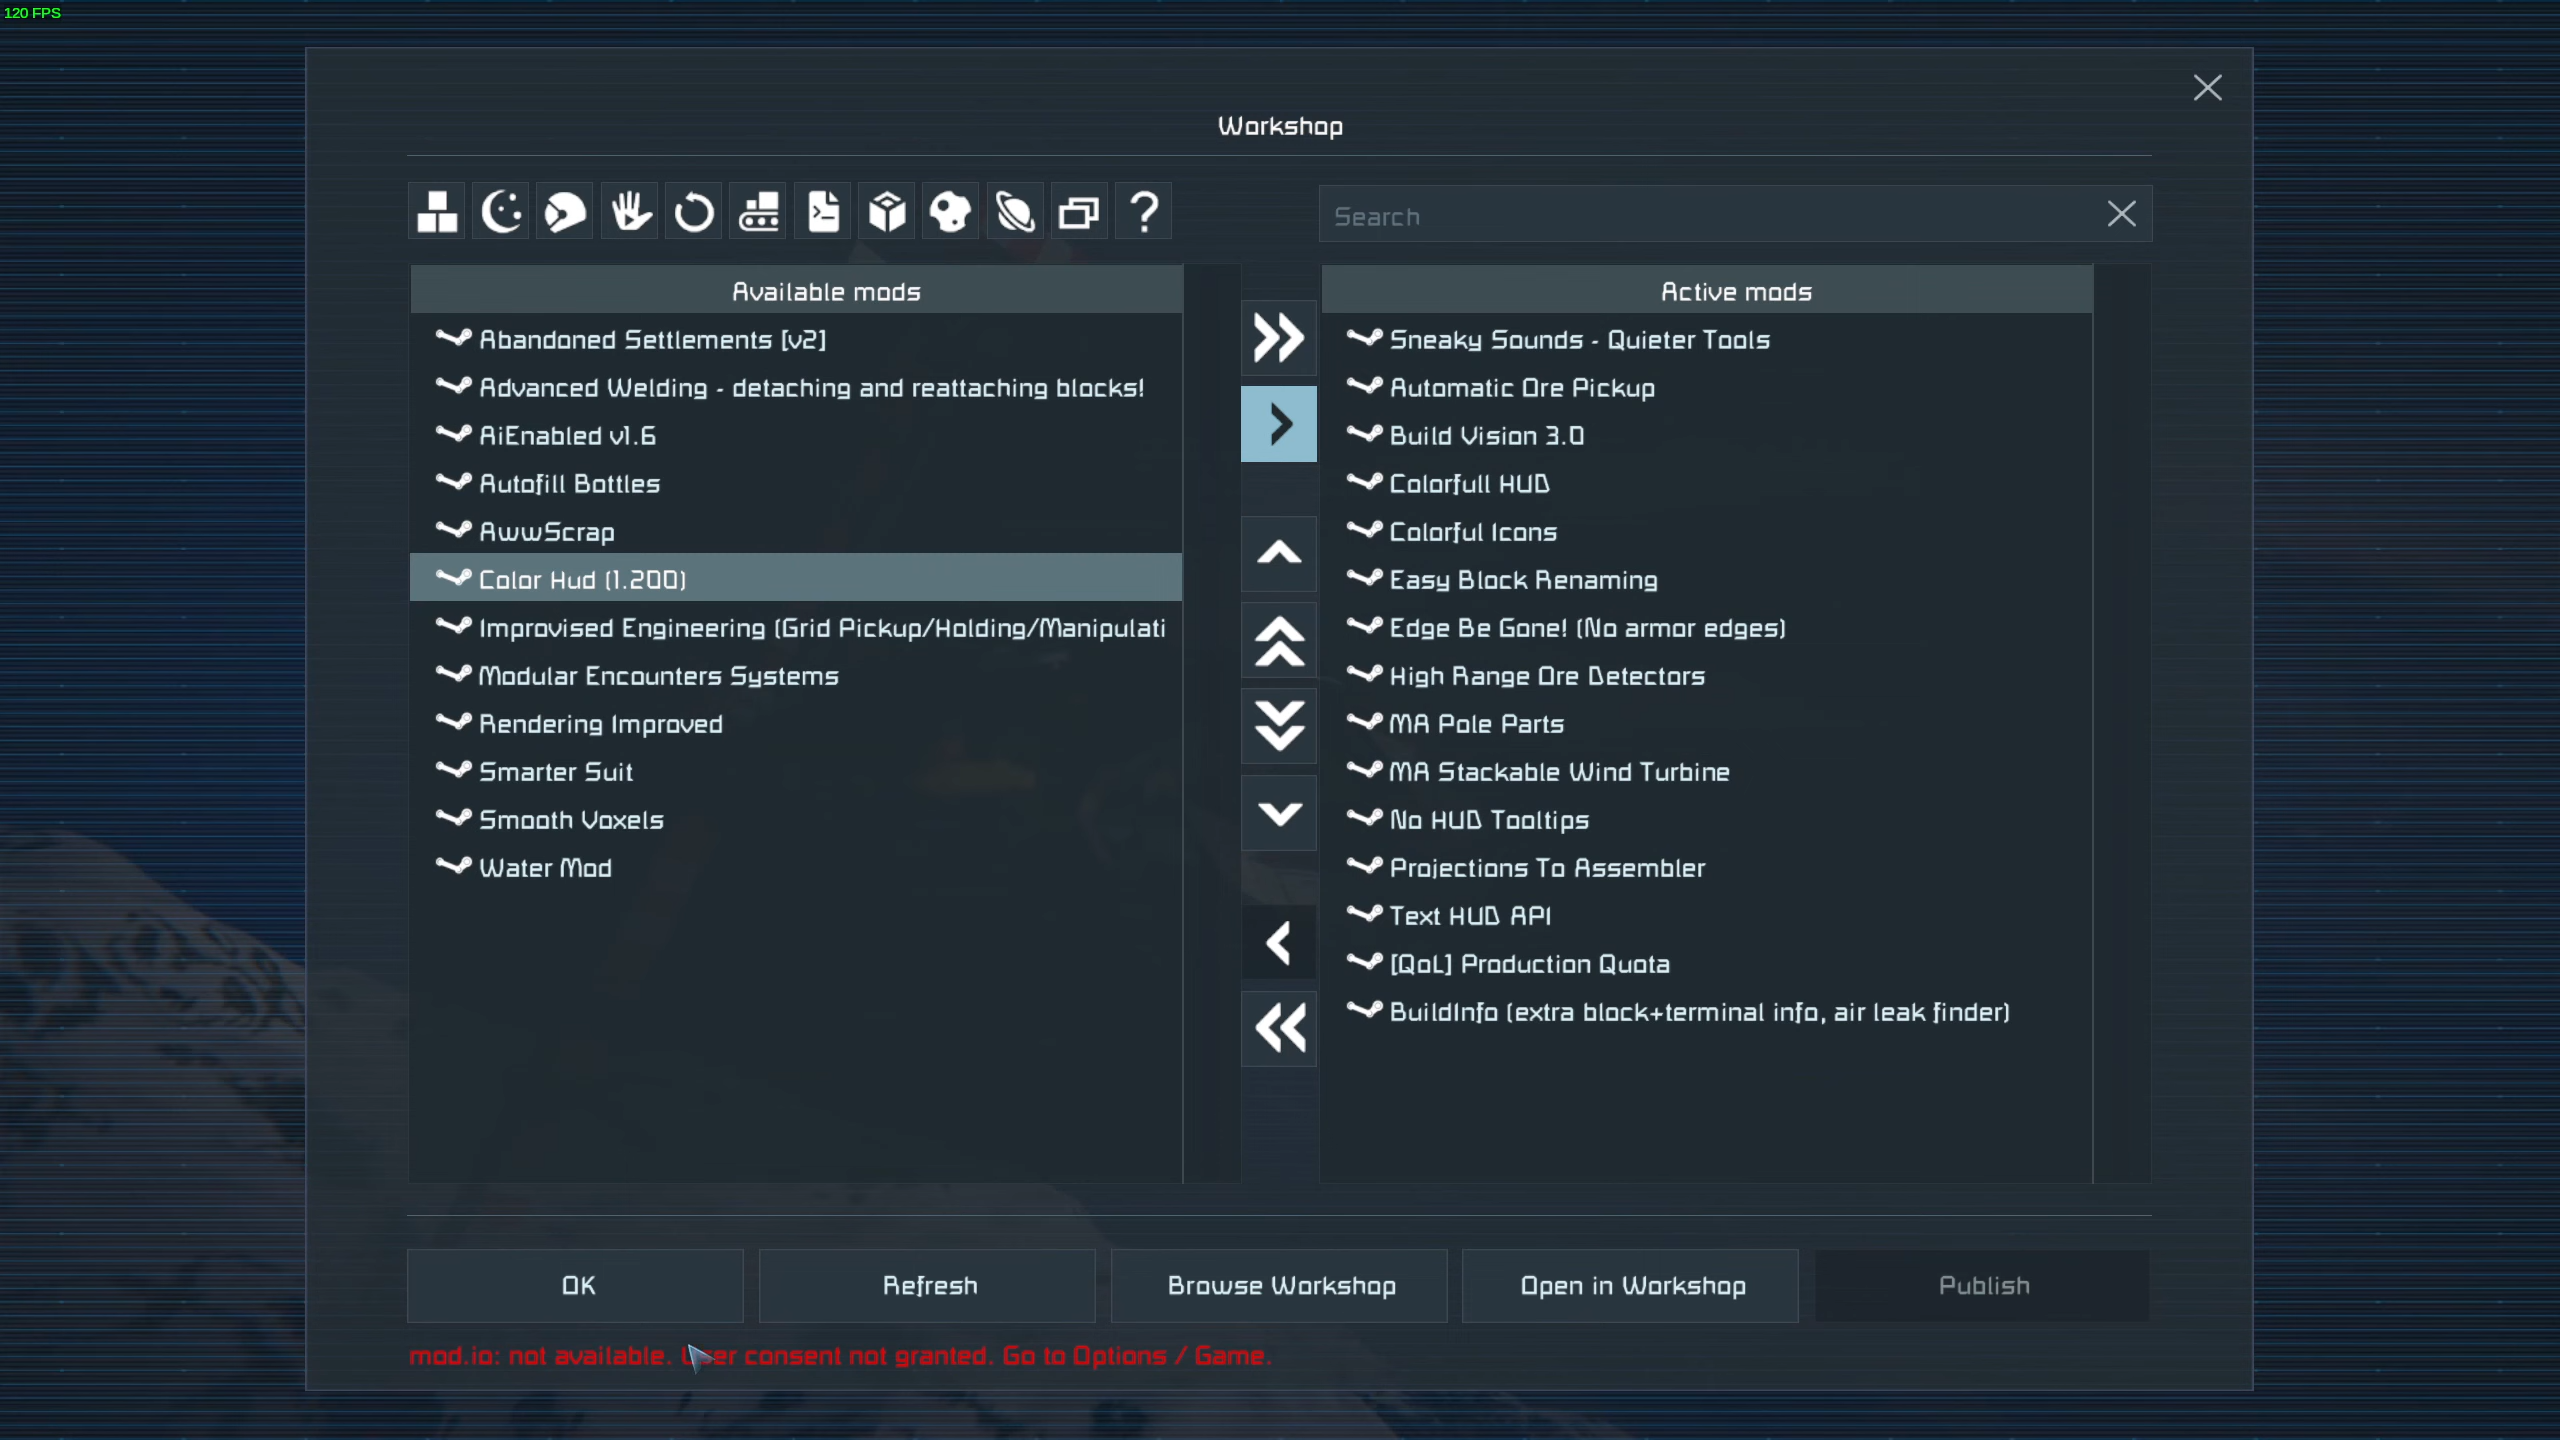 120 FPS
Workshop
Search
Available mods
Abandoned Settlements [v2]
Advanced Welding - detaching and reattaching blocks!
AiEnabled v1.6
Autofill Bottles
AwwScrap
Color Hud (1.200)
Improvised Engineering (Grid Pickup/Holding/Manipulati
Modular Encounters Systems
Rendering Improved
Smarter Suit
Smooth Voxels
Water Mod
Active mods
Sneaky Sounds - Quieter Tools
Automatic Ore Pickup
Build Vision 3.0
Colorfull HUD
Colorful Icons
Easy Block Renaming
Edge Be Gone! (No armor edges)
High Range Ore Detectors
MA Pole Parts
MA Stackable Wind Turbine
No HUD Tooltips
Projections To Assembler
Text HUD API
[QoL] Production Quota
BuildInfo (extra block+terminal info, air leak finder)
OK
Refresh
Browse Workshop
Open in Workshop
Publish
mod.io: not available. User consent not granted. Go to Options / Game.